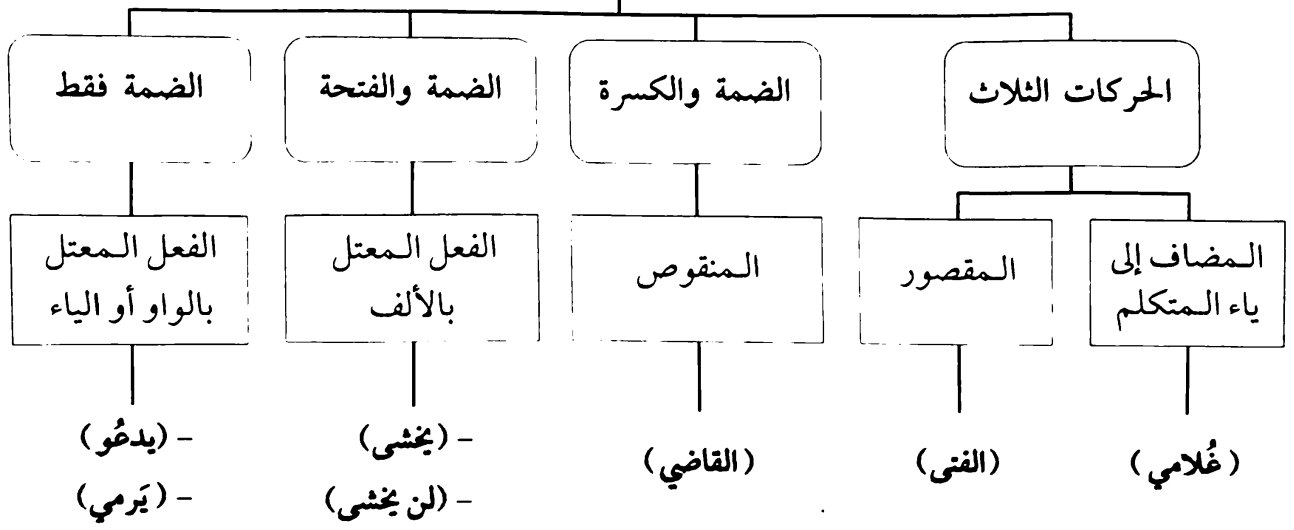 الحركات الثلاث
الضمة والكسرة
الضمة والفتحة
الضمة فقط
المضاف إلى
ياء المتكلم
المقصور
المنقوص
الفعل المعتل
بالألف
الفعل المعتل
بالواو أو الياء
(غُلامي)
(الفتى)
(القاضي)
– (يخشى)
– (لن يخشى)
– (يدعُو)
– (يَرمي)